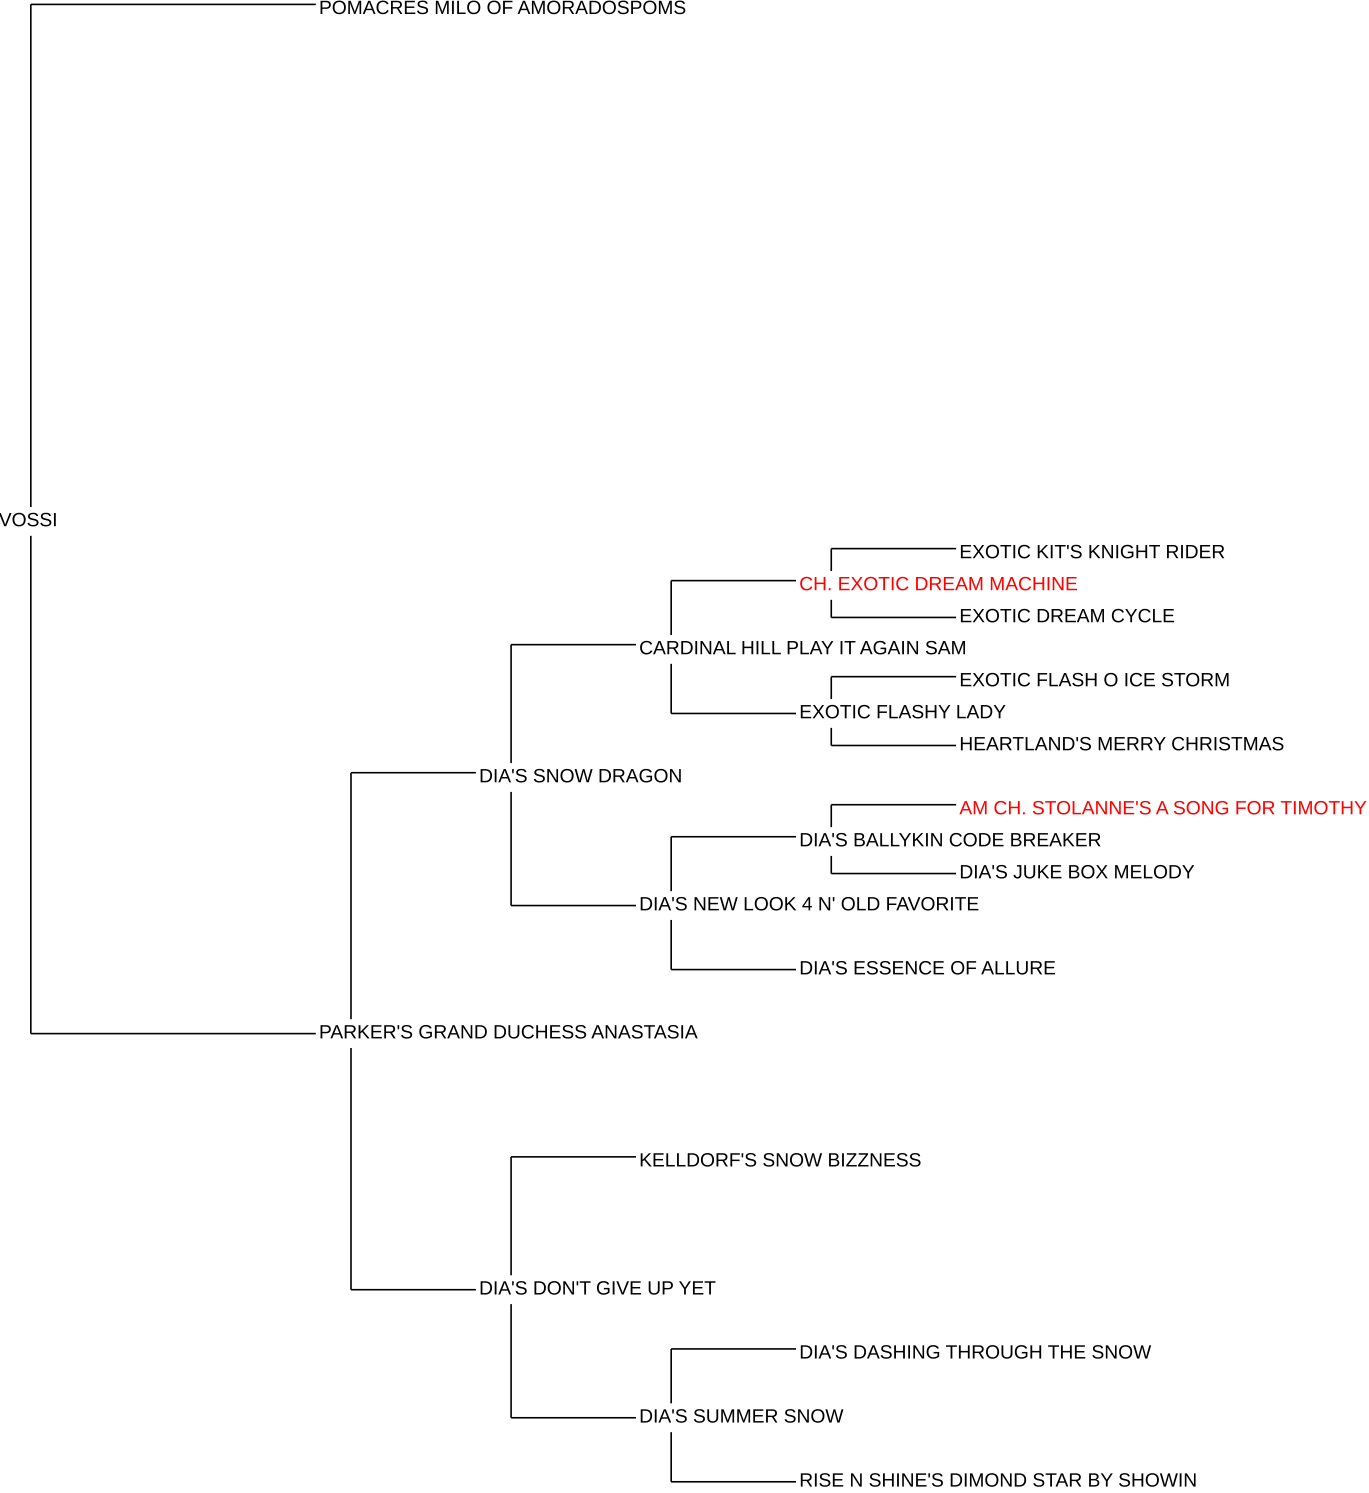 POMACRES MILO OF AMORADOSPOMS
VOSSI
EXOTIC KIT'S KNIGHT RIDER
CH. EXOTIC DREAM MACHINE
EXOTIC DREAM CYCLE
CARDINAL HILL PLAY IT AGAIN SAM
EXOTIC FLASH O ICE STORM
EXOTIC FLASHY LADY
HEARTLAND'S MERRY CHRISTMAS
DIA'S SNOW DRAGON
AM CH. STOLANNE'S A SONG FOR TIMOTHY
DIA'S BALLYKIN CODE BREAKER
DIA'S JUKE BOX MELODY
DIA'S NEW LOOK 4 N' OLD FAVORITE
DIA'S ESSENCE OF ALLURE
PARKER'S GRAND DUCHESS ANASTASIA
KELLDORF'S SNOW BIZZNESS
DIA'S DON'T GIVE UP YET
DIA'S DASHING THROUGH THE SNOW
DIA'S SUMMER SNOW
RISE N SHINE'S DIMOND STAR BY SHOWIN